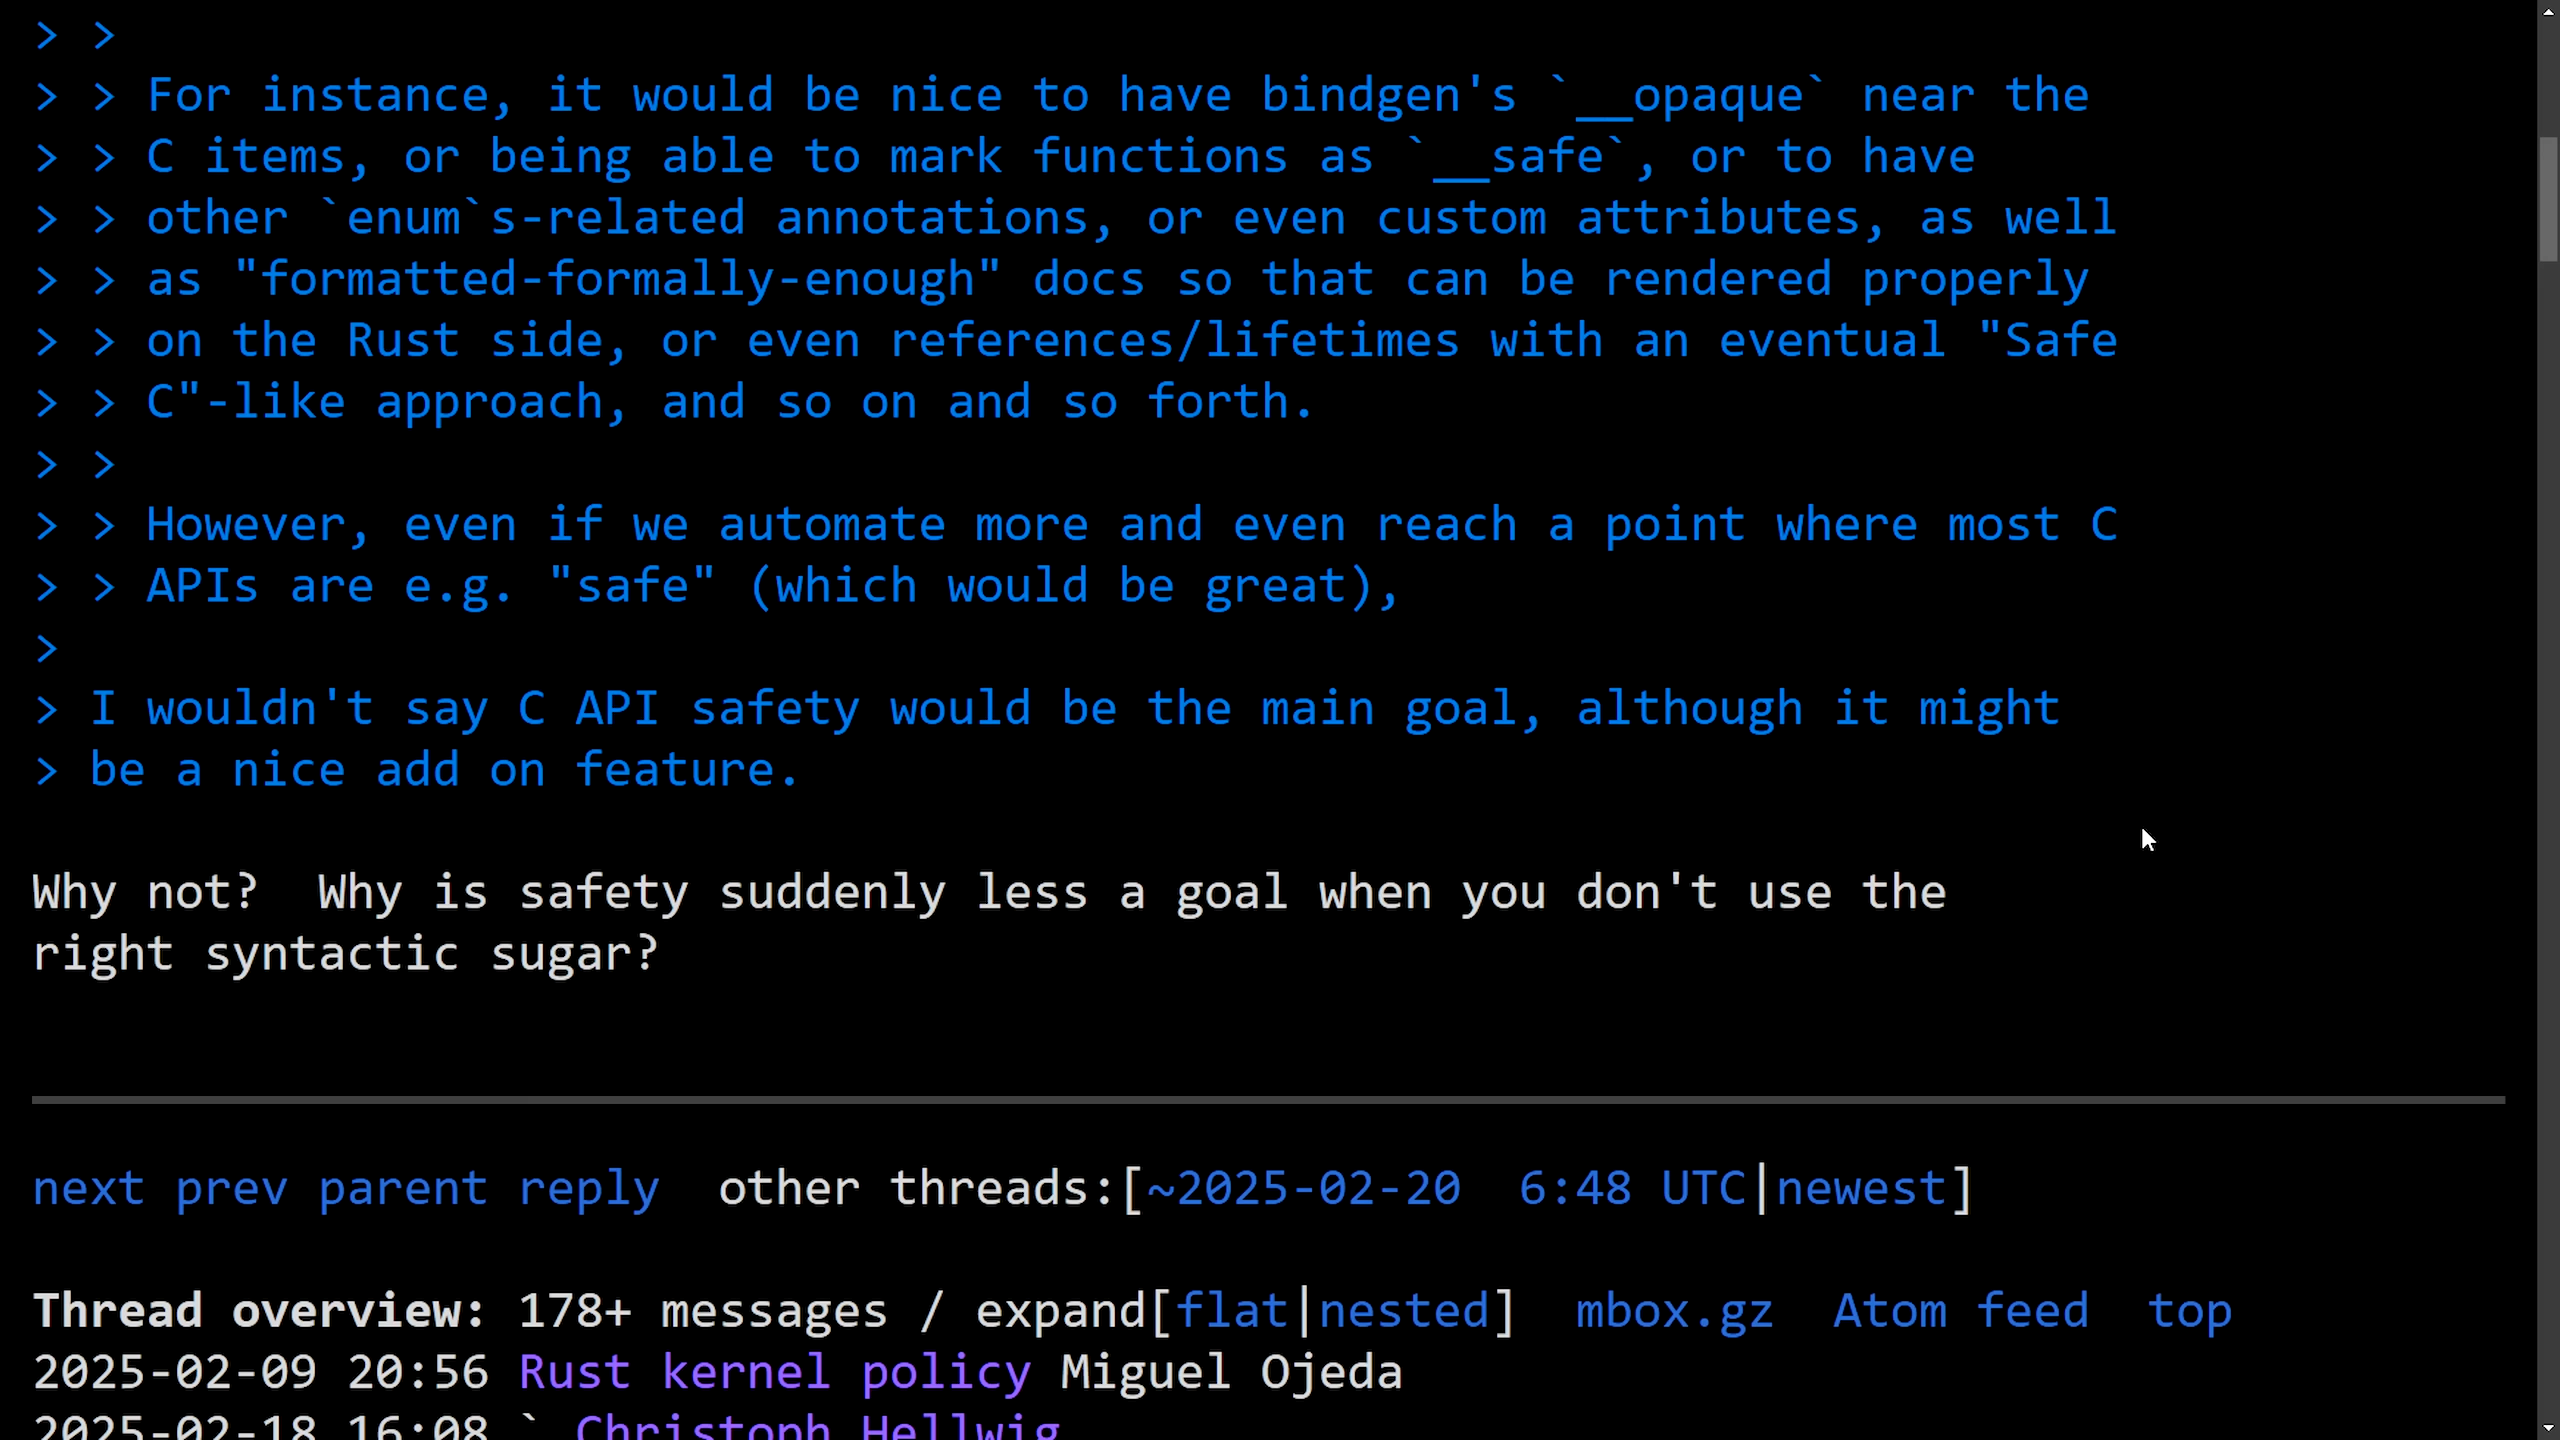 > >
> > For instance, it would be nice to have bindgen's `__opaque` near the
> > C items, or being able to mark functions as `__safe`, or to have
> > other `enum`s-related annotations, or even custom attributes, as well
> > as "formatted-formally-enough" docs so that can be rendered properly
> > on the Rust side, or even references/lifetimes with an eventual "Safe
> > C"-like approach, and so on and so forth.
> >
> > However, even if we automate more and even reach a point where most C
> > APIs are e.g. "safe" (which would be great),
>
> I wouldn't say C API safety would be the main goal, although it might
> be a nice add on feature.
Why not?  Why is safety suddenly less a goal when you don't use the
right syntactic sugar?
next prev parent reply  other threads:[~2025-02-20  6:48 UTC|newest]
Thread overview: 178+ messages / expand[flat|nested]  mbox.gz  Atom feed  top
2025-02-09 20:56 Rust kernel policy Miguel Ojeda
2025-02-18 16:08 ` Christoph Hellwig